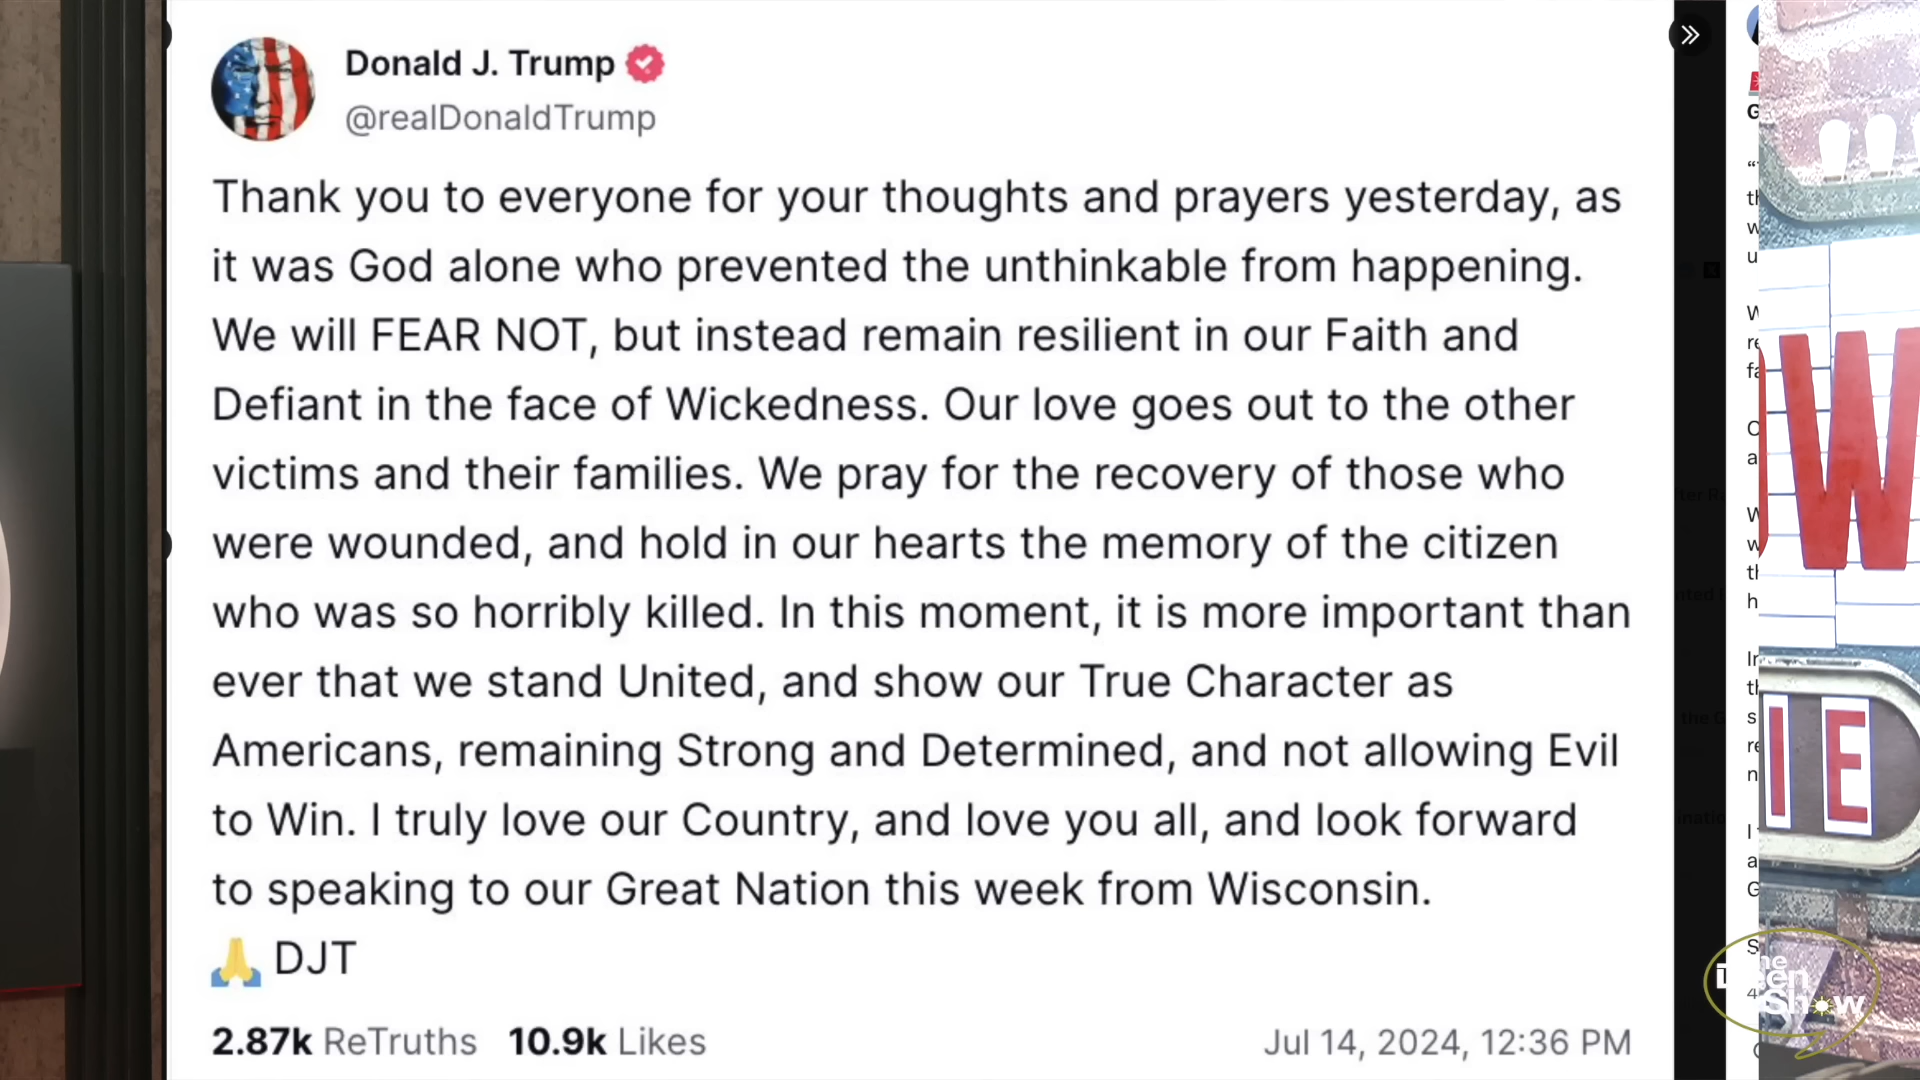 Donald J. Trump
@realDonaldTrump
Thank you to everyone for your thoughts and prayers yesterday, as
it was God alone who prevented the unthinkable from happening.
We will FEAR NOT, but instead remain resilient in our Faith and
Defiant in the face of Wickedness. Our love goes out to the other
victims and their families. We pray for the recovery of those who
were wounded, and hold in our hearts the memory of the citizen
who was so horribly killed. In this moment, it is more important than
ever that we stand United, and show our True Character as
Americans, remaining Strong and Determined, and not allowing Evil
to Win. I truly love our Country, and love you all, and look forward
to speaking to our Great Nation this week from Wisconsin.
🙏 DJT
2.87k ReTruths 10.9k Likes
Jul 14, 2024, 12:36 PM
W
IE
The
Deen
Show